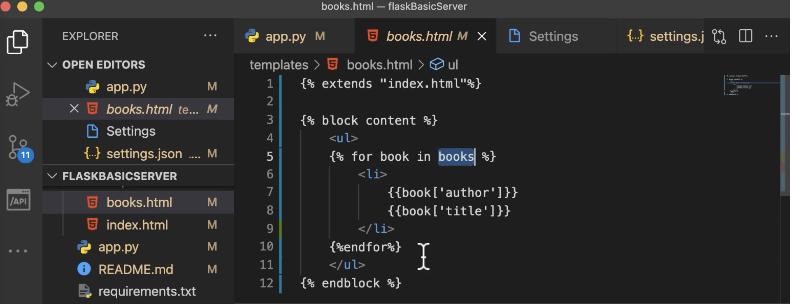 books.html — flaskBasicServer
EXPLORER
OPEN EDITORS
app.py M
books.html te... M
Settings
settings.json .... M
FLASKBASICSERVER
books.html M
index.html M
app.py M
README.md M
requirements.txt
11
/API
app.py M
books.html M
Settings
settings.j
templates > books.html > ul
1 {% extends "index.html"%}
2
3 {% block content %}
4 <ul>
5 {% for book in books %}
6 <li>
7 {{book['author']}}
8 {{book['title']}}
9 </li>
10 {%endfor%}
11 </ul>
12 {% endblock %}